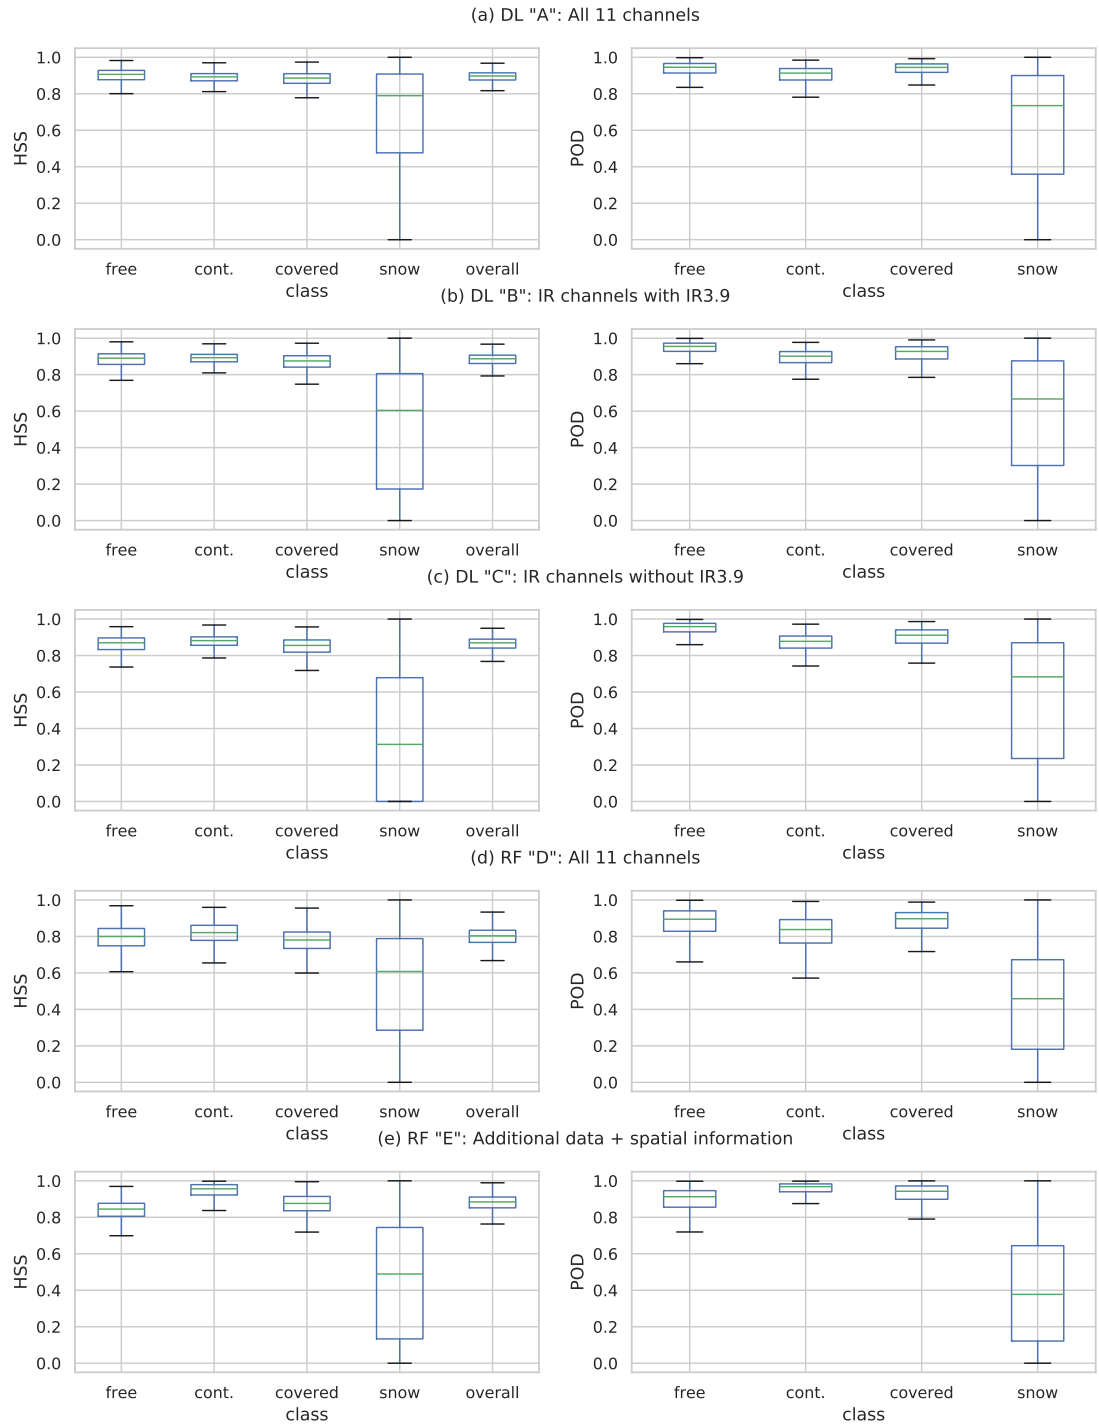 (a) DL "A": All 11 channels
1.0
0.8
0.6
0.4
0.2
0.0
HSS
free cont. covered snow overall
class
1.0
0.8
0.6
0.4
0.2
0.0
POD
free cont. covered snow
class
(b) DL "B": IR channels with IR3.9
1.0
0.8
0.6
0.4
0.2
0.0
HSS
free cont. covered snow overall
class
1.0
0.8
0.6
0.4
0.2
0.0
POD
free cont. covered snow
class
(c) DL "C": IR channels without IR3.9
1.0
0.8
0.6
0.4
0.2
0.0
HSS
free cont. covered snow overall
class
1.0
0.8
0.6
0.4
0.2
0.0
POD
free cont. covered snow
class
(d) RF "D": All 11 channels
1.0
0.8
0.6
0.4
0.2
0.0
HSS
free cont. covered snow overall
class
1.0
0.8
0.6
0.4
0.2
0.0
POD
free cont. covered snow
class
(e) RF "E": Additional data + spatial information
1.0
0.8
0.6
0.4
0.2
0.0
HSS
free cont. covered snow overall
class
1.0
0.8
0.6
0.4
0.2
0.0
POD
free cont. covered snow
class